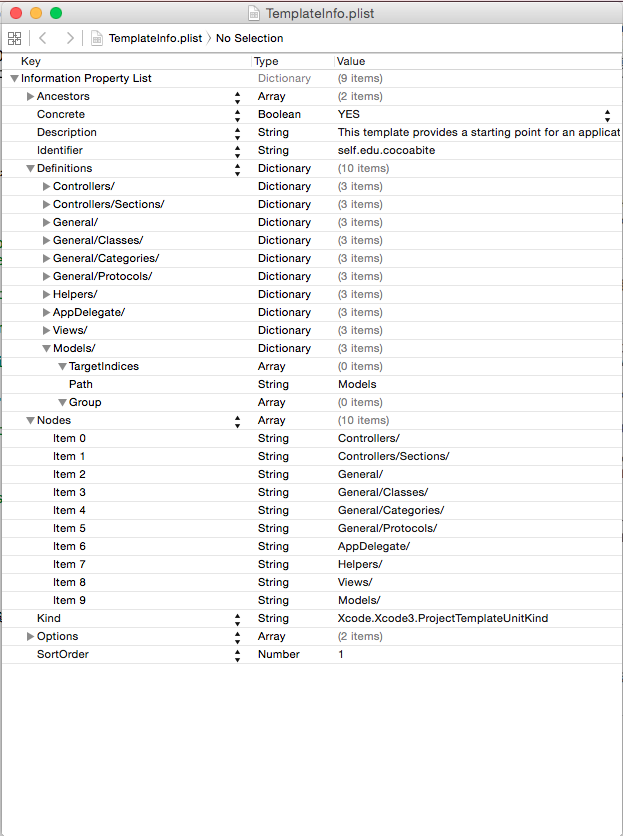 TemplateInfo.plist
TemplateInfo.plist No Selection
Key Type Value
Information Property List Dictionary (9 items)
Ancestors Array (2 items)
Concrete Boolean YES
Description String This template provides a starting point for an applicat
Identifier String self.edu.cocoabite
Definitions Dictionary (10 items)
Controllers/ Dictionary (3 items)
Controllers/Sections/ Dictionary (3 items)
General/ Dictionary (3 items)
General/Classes/ Dictionary (3 items)
General/Categories/ Dictionary (3 items)
General/Protocols/ Dictionary (3 items)
Helpers/ Dictionary (3 items)
AppDelegate/ Dictionary (3 items)
Views/ Dictionary (3 items)
Models/ Dictionary (3 items)
TargetIndices Array (0 items)
Path String Models
Group Array (0 items)
Nodes Array (10 items)
Item 0 String Controllers/
Item 1 String Controllers/Sections/
Item 2 String General/
Item 3 String General/Classes/
Item 4 String General/Categories/
Item 5 String General/Protocols/
Item 6 String AppDelegate/
Item 7 String Helpers/
Item 8 String Views/
Item 9 String Models/
Kind String Xcode.Xcode3.ProjectTemplateUnitKind
Options Array (2 items)
SortOrder Number 1